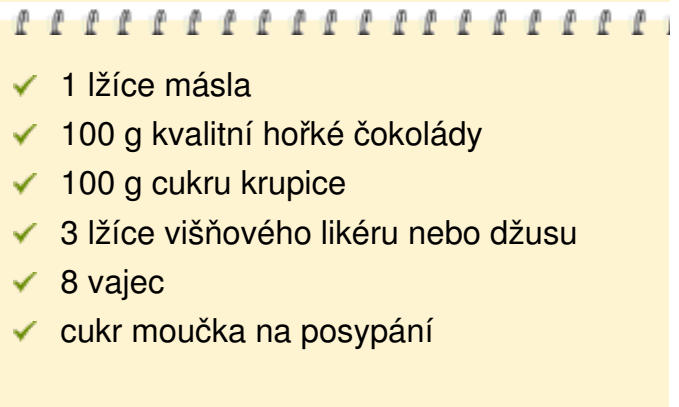 1 lžíce másla
100 g kvalitní hořké čokolády
100 g cukru krupice
3 lžíce višňového likéru nebo džusu
8 vajec
cukr moučka na posypání